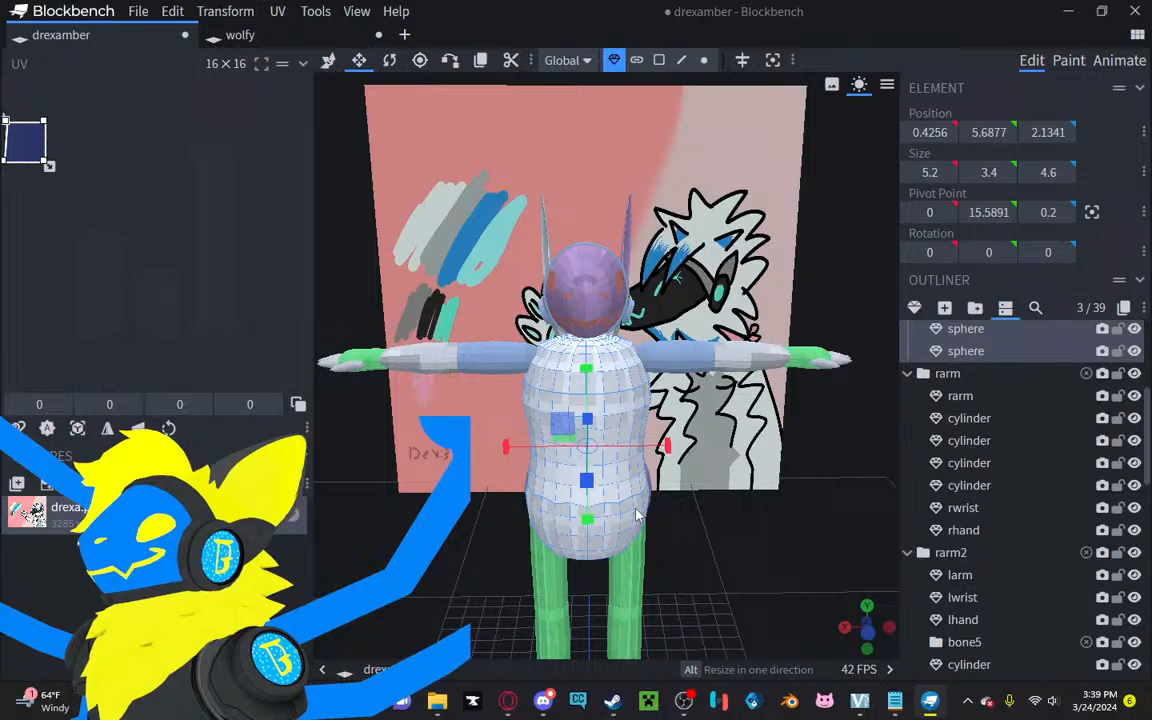 Blockbench File Edit Transform UV Tools View Help
drexamber - Blockbench
drexamber
wolfy
UV
16 × 16
Global
Edit Paint Animate
ELEMENT
Position
0.4256 5.6877 2.1341
Size
5.2 3.4 4.6
Pivot Point
0 15.5891 0.2
Rotation
0 0 0
OUTLINER
3 / 39
sphere
sphere
rarm
rarm
cylinder
cylinder
cylinder
cylinder
rwrist
rhand
rarm2
larm
lwrist
lhand
bone5
cylinder
0 0 0 0
Alt Resize in one direction
42 FPS
B
B
1
64°F
Windy
CC
3:39 PM
3/24/2024
6